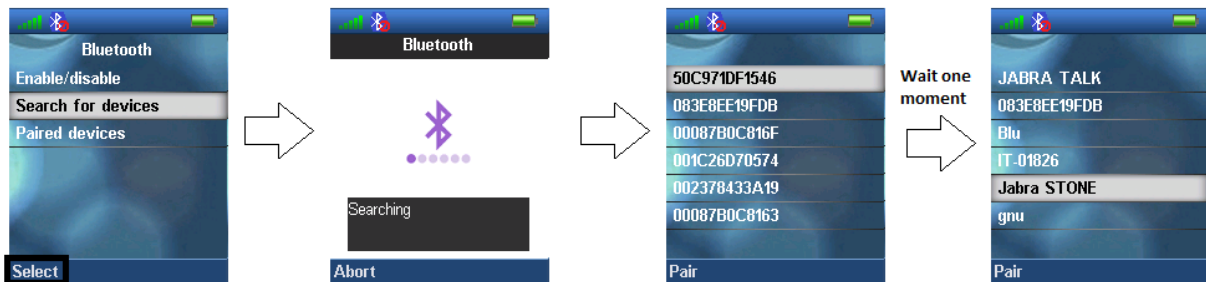 Bluetooth
Enable/disable
Search for devices
Paired devices
Select
Bluetooth
Searching
Abort
50C971DF1546
083E8EE19FDB
00087B0C816F
001C26D70574
002378433A19
00087B0C8163
Pair
Wait one
moment
JABRA TALK
083E8EE19FDB
Blu
IT-01826
Jabra STONE
gnu
Pair